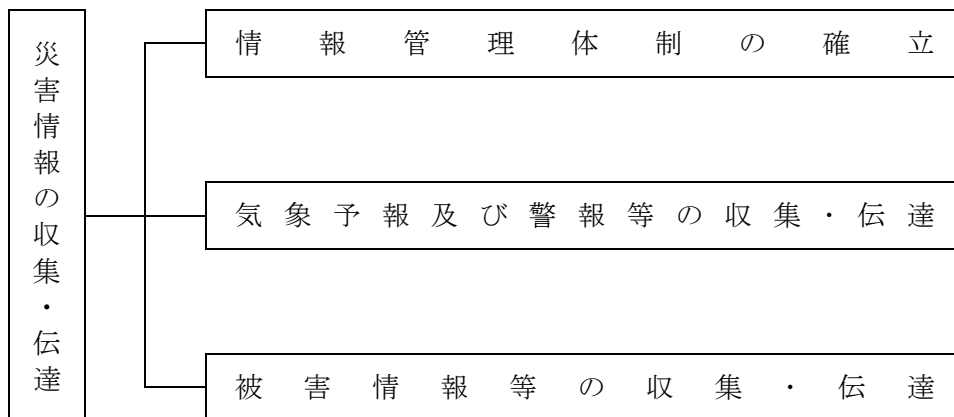 災害情報の収集・伝達
情報管理体制の確立
気象予報及び警報等の収集・伝達
被害情報等の収集・伝達